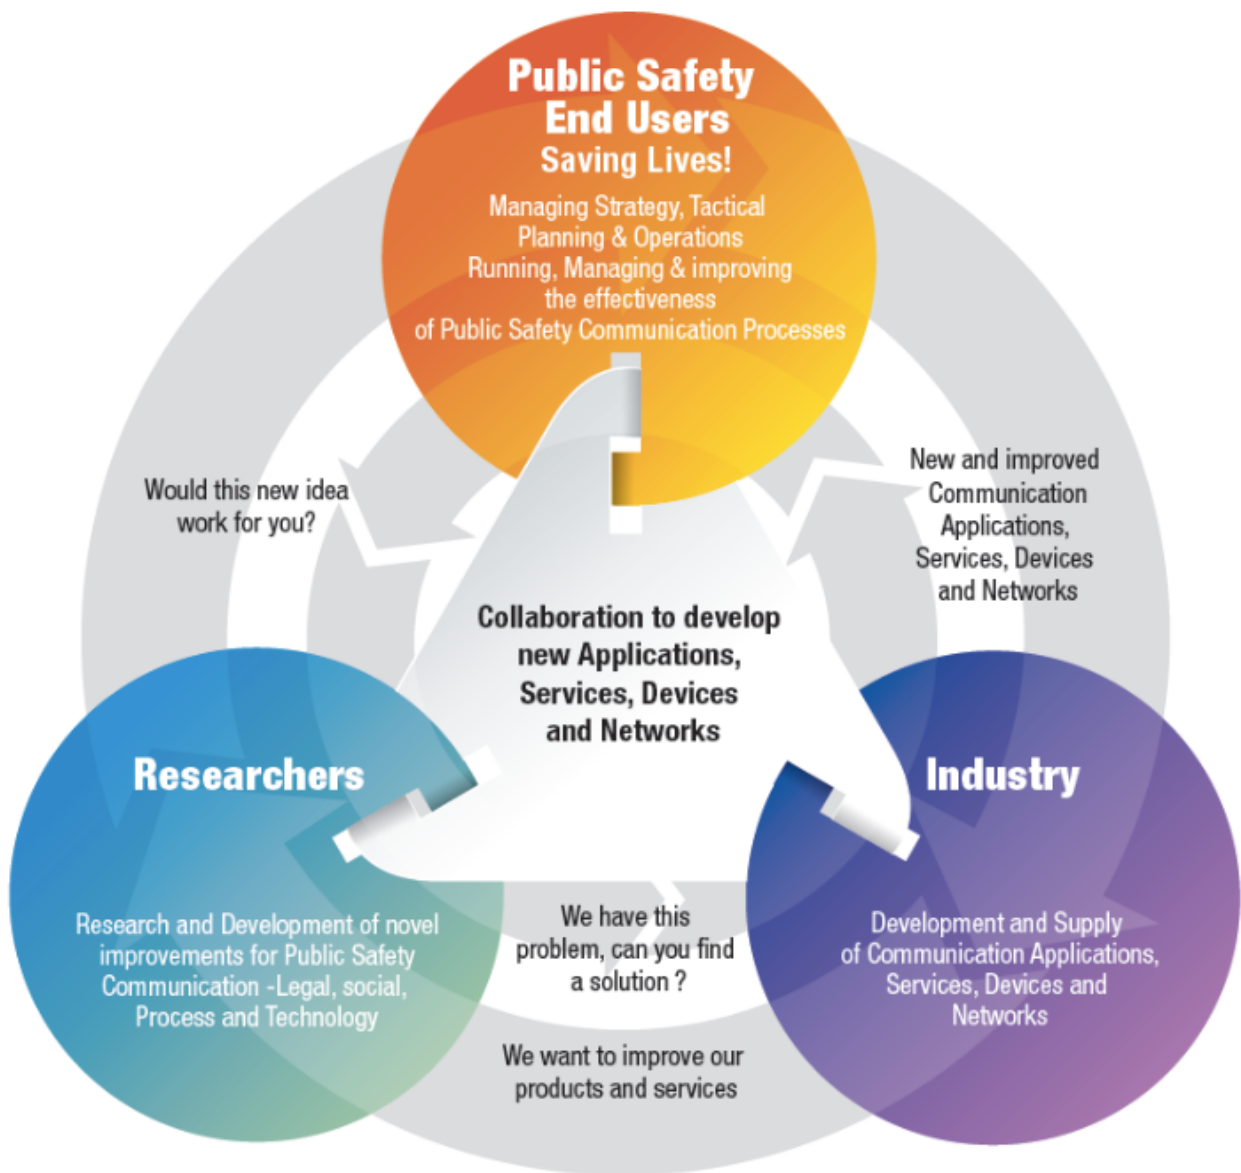 Public Safety
End Users
Saving Lives!
Managing Strategy, Tactical
Planning & Operations
Running, Managing & improving
the effectiveness
of Public Safety Communication Processes
Would this new idea
work for you?
New and improved
Communication
Applications,
Services, Devices
and Networks
Collaboration to develop
new Applications,
Services, Devices
and Networks
Researchers
Research and Development of novel
improvements for Public Safety
Communication -Legal, social,
Process and Technology
Industry
Development and Supply
of Communication Applications,
Services, Devices and
Networks
We have this
problem, can you find
a solution ?
We want to improve our
products and services